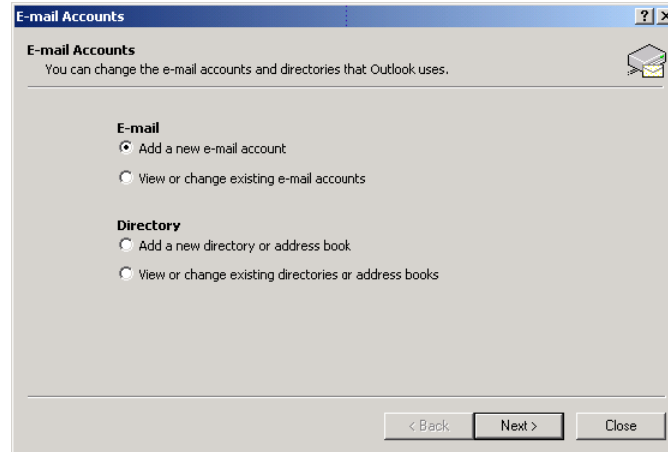 E-mail Accounts
E-mail Accounts
You can change the e-mail accounts and directories that Outlook uses.
E-mail
Add a new e-mail account
View or change existing e-mail accounts
Directory
Add a new directory or address book
View or change existing directories or address books
< Back
Next >
Close